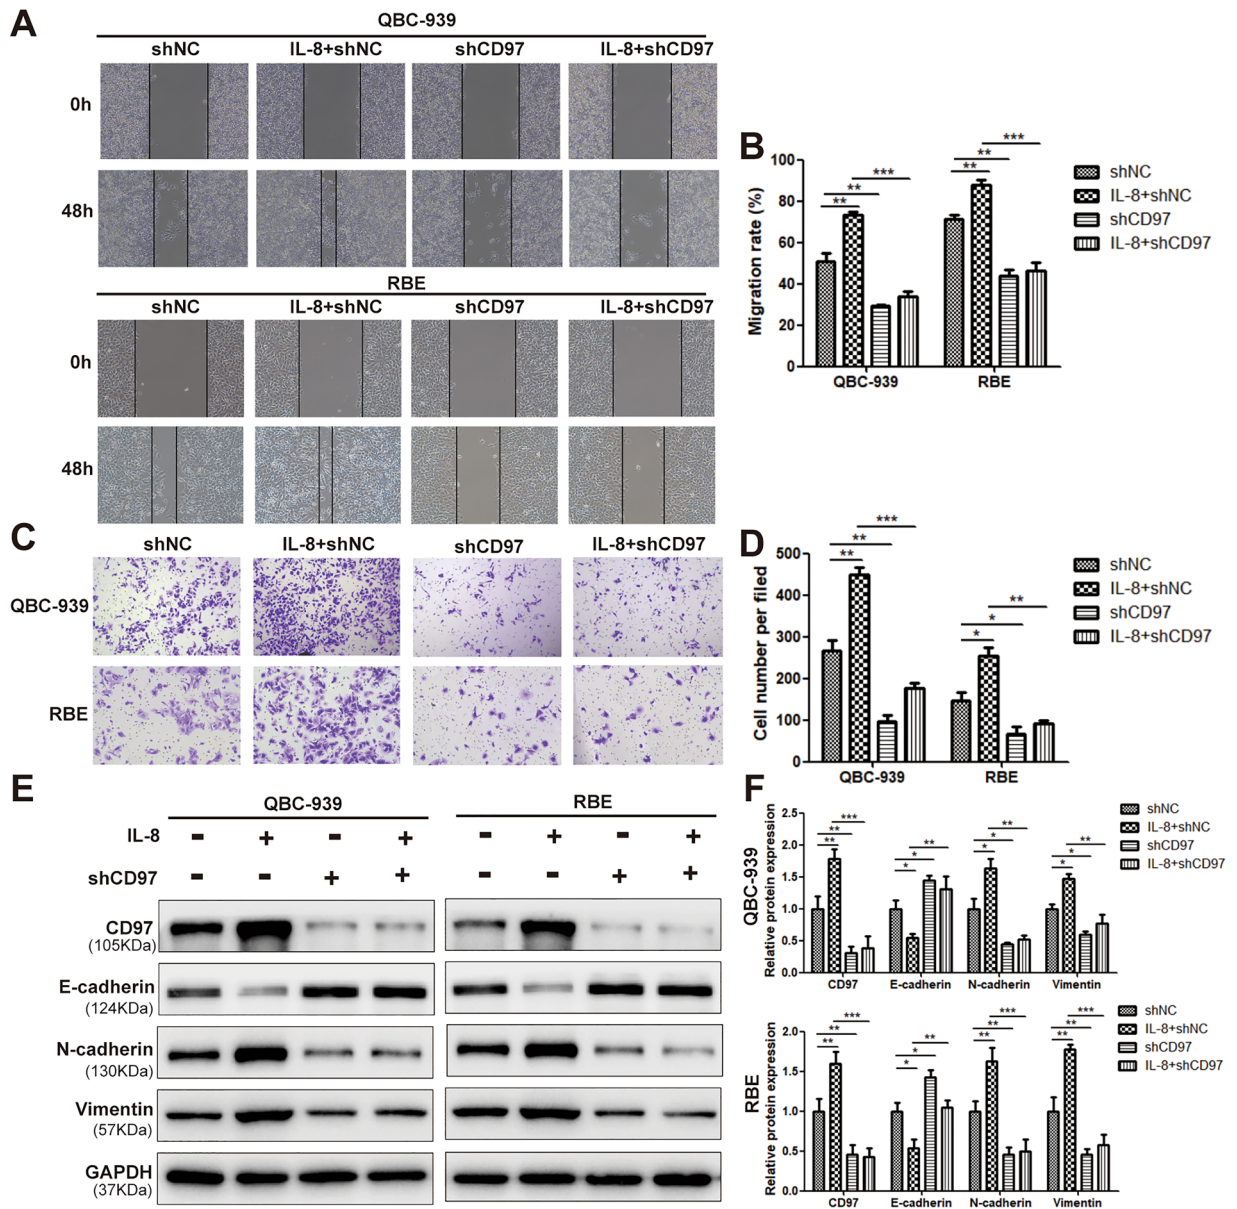 A
QBC-939
shNC IL-8+shNC shCD97 IL-8+shCD97
0h
48h
RBE
shNC IL-8+shNC shCD97 IL-8+shCD97
0h
48h
B
Migration rate (%)
100
80
60
40
20
0
** ** *** ** ** ***
QBC-939 RBE
shNC
IL-8+shNC
shCD97
IL-8+shCD97
C
shNC IL-8+shNC shCD97 IL-8+shCD97
QBC-939
RBE
D
Cell number per filed
500
400
300
200
100
0
** ** *** * * **
QBC-939 RBE
shNC
IL-8+shNC
shCD97
IL-8+shCD97
E
QBC-939 RBE
IL-8 - + - + - + - +
shCD97 - - + + - - + +
CD97
(105KDa)
E-cadherin
(124KDa)
N-cadherin
(130KDa)
Vimentin
(57KDa)
GAPDH
(37KDa)
F
QBC-939
Relative protein expression
2.5
2.0
1.5
1.0
0.5
0.0
** ** *** * * ** * * ** * * **
CD97 E-cadherin N-cadherin Vimentin
shNC
IL-8+shNC
shCD97
IL-8+shCD97
RBE
Relative protein expression
2.0
1.5
1.0
0.5
0.0
** ** *** * * ** ** ** *** ** ** ***
CD97 E-cadherin N-cadherin Vimentin
shNC
IL-8+shNC
shCD97
IL-8+shCD97